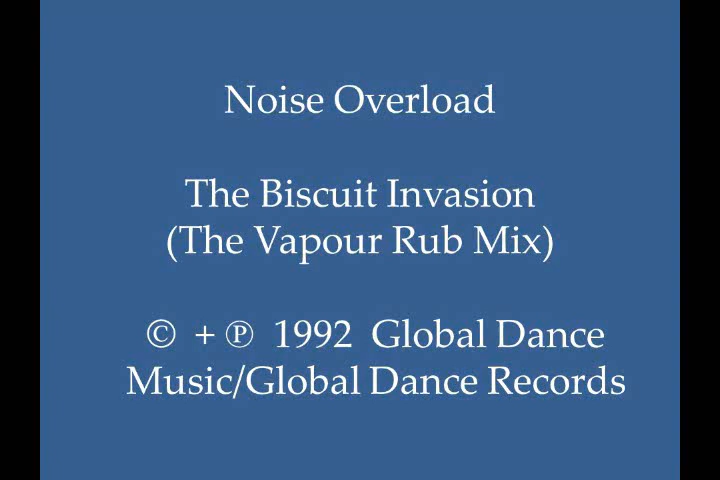 Noise Overload
The Biscuit Invasion
(The Vapour Rub Mix)
© + ℗ 1992 Global Dance
Music/Global Dance Records